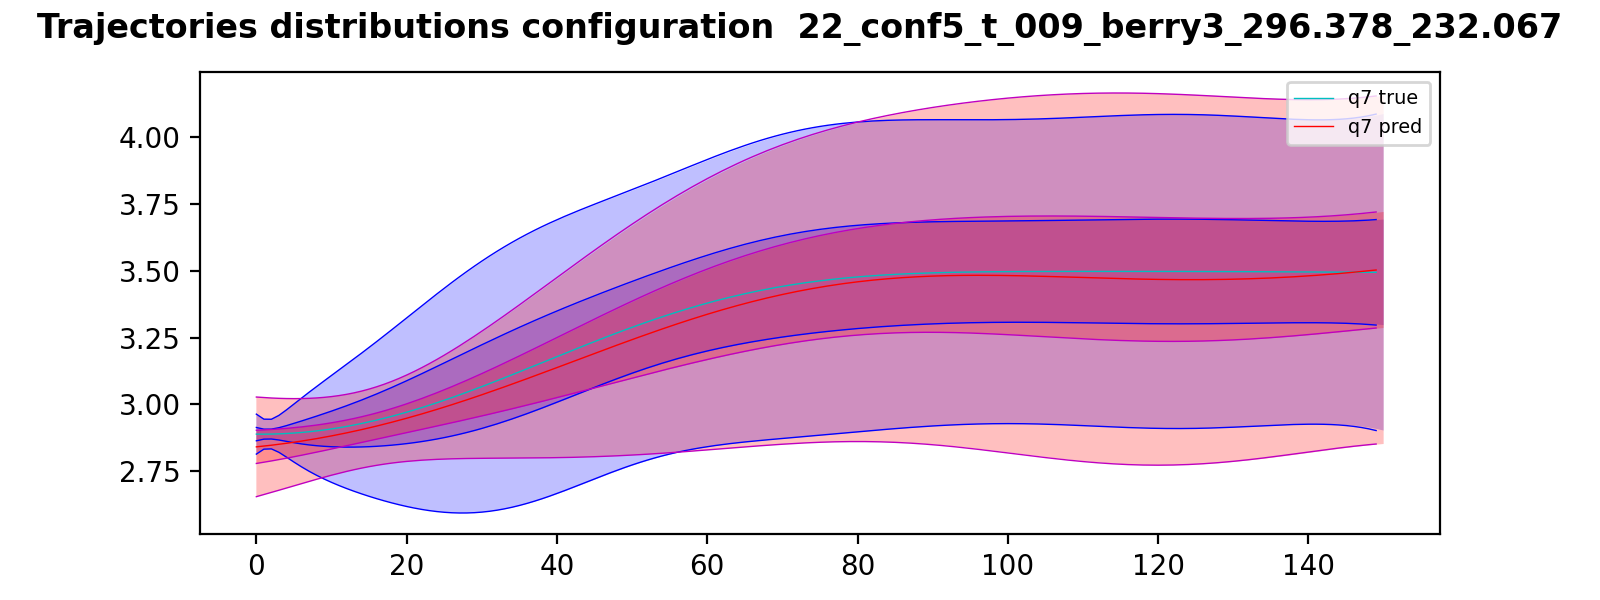 Trajectories distributions configuration  22_conf5_t_009_berry3_296.378_232.067
q7 true
q7 pred
4.00
3.75
3.50
3.25
3.00
2.75
0 20 40 60 80 100 120 140